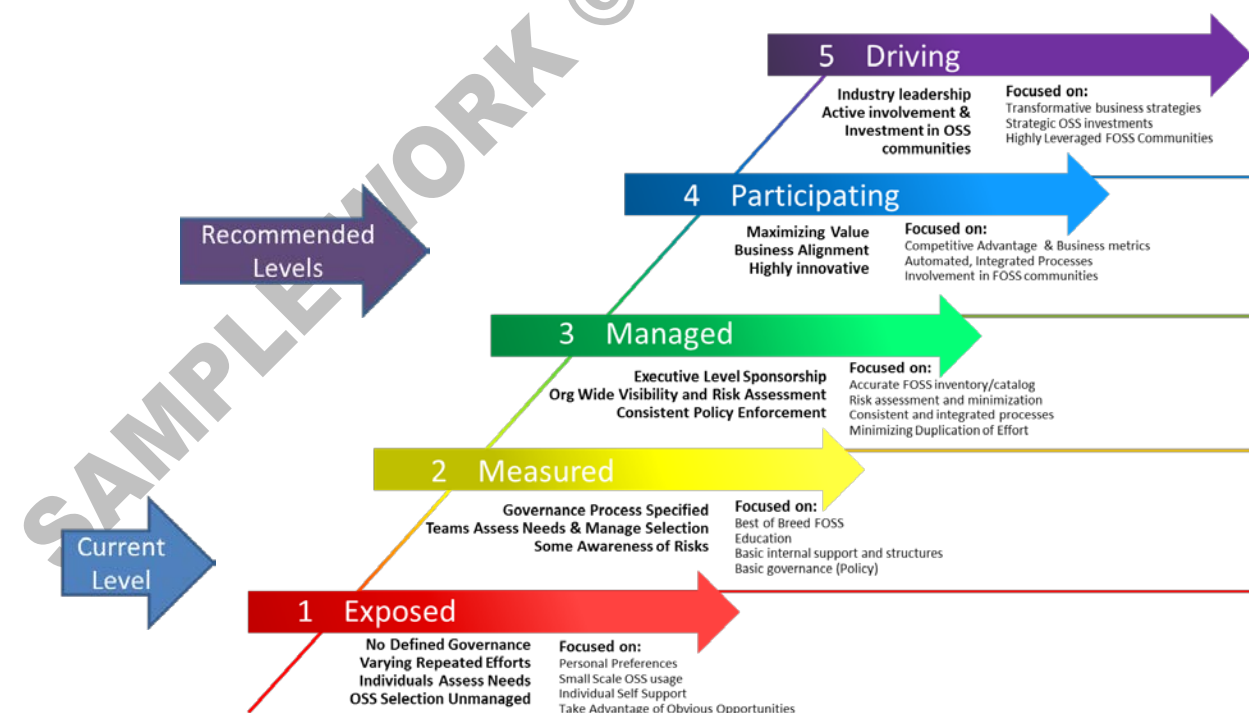 SAMPLE WORK ©
5 Driving
Industry leadership
Active involvement &
Investment in OSS
communities
Focused on:
Transformative business strategies
Strategic OSS investments
Highly Leveraged FOSS Communities
4 Participating
Maximizing Value
Business Alignment
Highly innovative
Focused on:
Competitive Advantage & Business metrics
Automated, Integrated Processes
Involvement in FOSS communities
Recommended
Levels
3 Managed
Executive Level Sponsorship
Org Wide Visibility and Risk Assessment
Consistent Policy Enforcement
Focused on:
Accurate FOSS inventory/catalog
Risk assessment and minimization
Consistent and integrated processes
Minimizing Duplication of Effort
2 Measured
Governance Process Specified
Teams Assess Needs & Manage Selection
Some Awareness of Risks
Focused on:
Best of Breed FOSS
Education
Basic internal support and structures
Basic governance (Policy)
Current
Level
1 Exposed
No Defined Governance
Varying Repeated Efforts
Individuals Assess Needs
OSS Selection Unmanaged
Focused on:
Personal Preferences
Small Scale OSS usage
Individual Self Support
Take Advantage of Obvious Opportunities